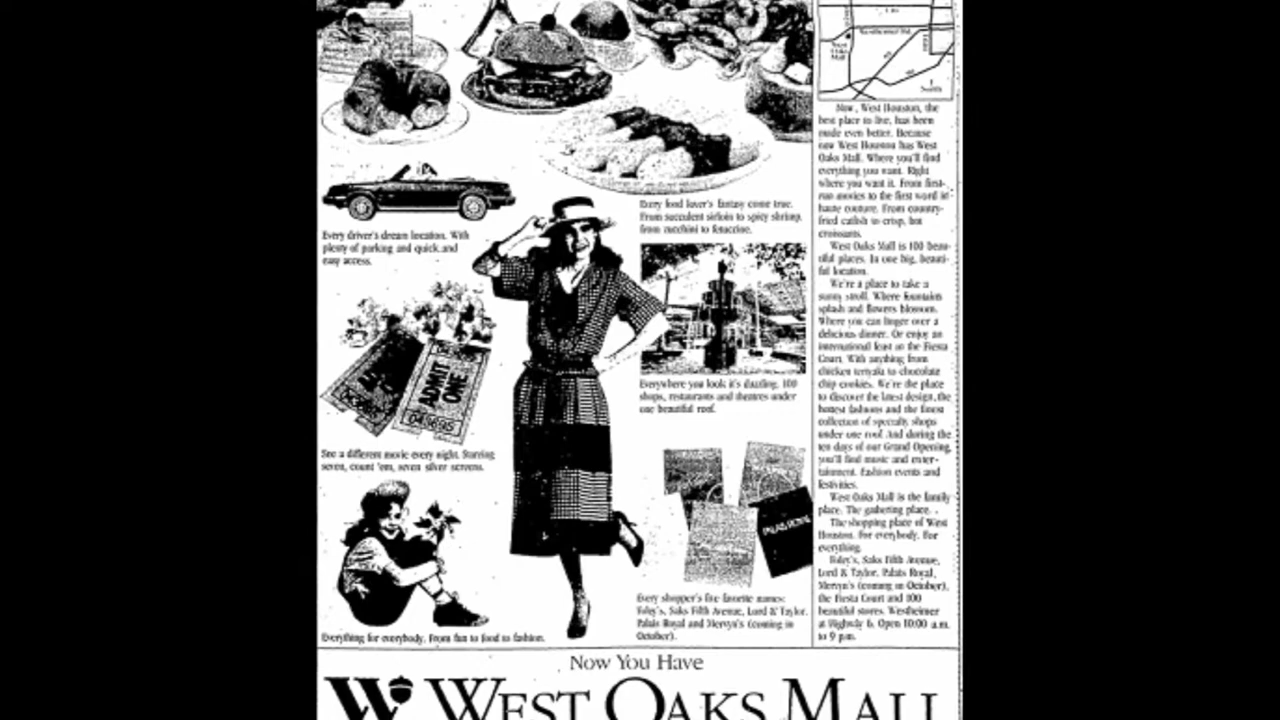 I-10
Westheimer Rd.
West
Oaks
Mall
North
Every food lover's fantasy come true.
From succulent sirloin to spicy shrimp,
from zucchini to fettucine.
Every driver's dream location. With
plenty of parking and quick and
easy access.
Everywhere you look it's dazzling. 100
shops, restaurants and theatres under
one beautiful roof.
ADMIT
ONE
See a different movie every night. Starring
seven, count 'em, seven silver screens.
PALAIS ROYAL
Every shopper's five favorite names:
Foley's, Saks Fifth Avenue, Lord & Taylor,
Palais Royal and Mervyn's (coming in
October).
Everything for everybody. From fun to food to fashion.
Now, West Houston, the
best place to live, has been
made even better. Because
now West Houston has West
Oaks Mall. Where you'll find
everything you want. Right
where you want it. From first-
run movies to the first word in
haute couture. From country-
fried catfish to crisp, hot
croissants.
West Oaks Mall is 100 beau-
tiful places. In one big, beauti-
ful location.
We're a place to take a
sunny stroll. Where fountains
splash and flowers blossom.
Where you can linger over a
delicious dinner. Or enjoy an
international feast at the Fiesta
Court. With anything from
chicken teriyaki to chocolate
chip cookies. We're the place
to discover the latest design, the
hottest fashions and the finest
collection of specialty shops
under one roof. And during the
ten days of our Grand Opening,
you'll find music and enter-
tainment. Fashion events and
festivities.
West Oaks Mall is the family
place. The gathering place.
The shopping place of West
Houston. For everybody. For
everything.
Foley's, Saks Fifth Avenue,
Lord & Taylor, Palais Royal,
Mervyn's (coming in October),
the Fiesta Court and 100
beautiful stores. Westheimer
at Highway 6. Open 10:00 a.m.
to 9 p.m.
Now You Have
WEST OAKS MALL